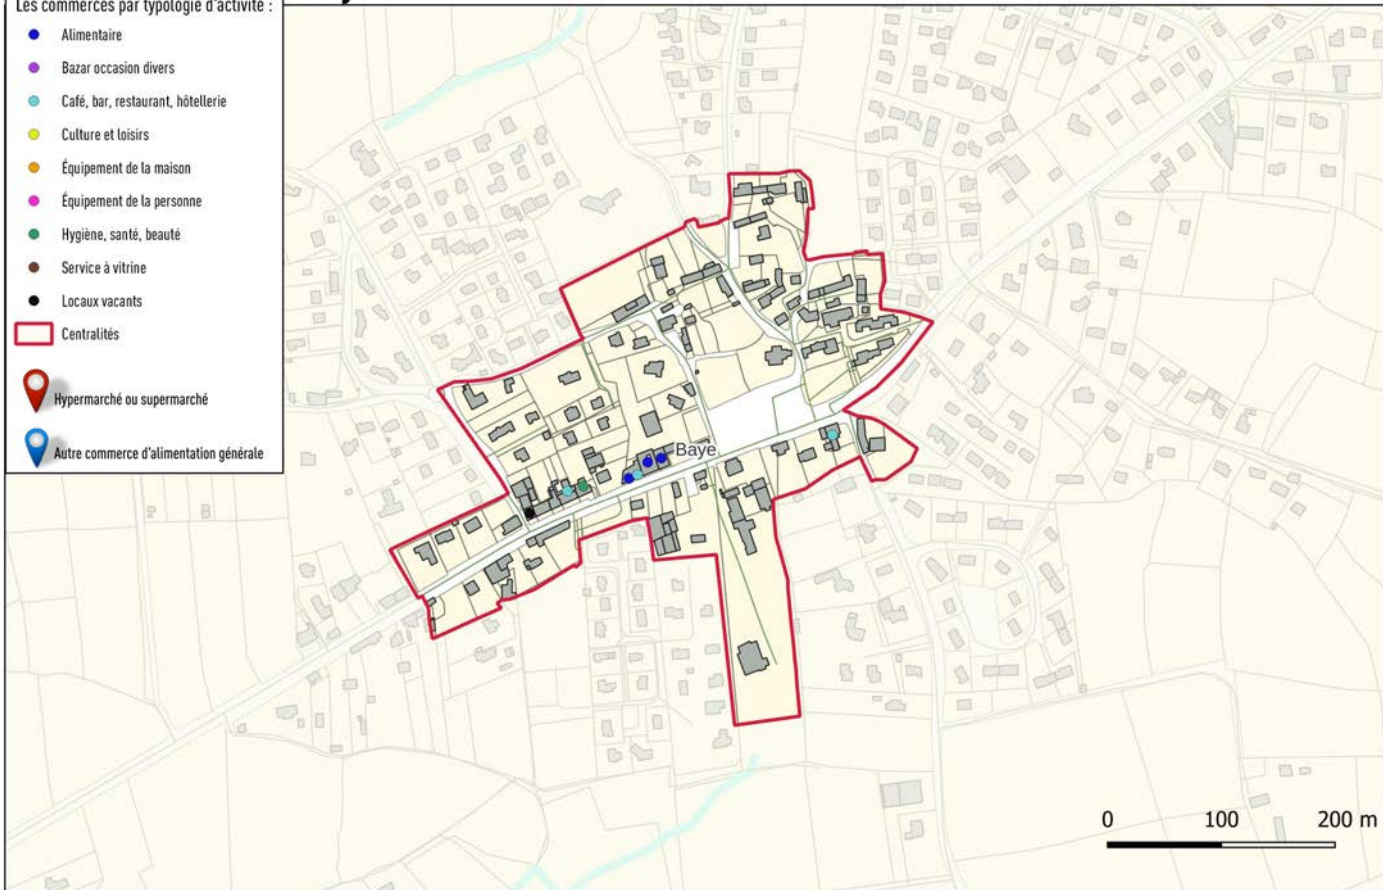 Les commerces par typologie d'activité :
Alimentaire
Bazar occasion divers
Café, bar, restaurant, hôtellerie
Culture et loisirs
Équipement de la maison
Équipement de la personne
Hygiène, santé, beauté
Service à vitrine
Locaux vacants
Centralités
Hypermarché ou supermarché
Autre commerce d'alimentation générale
Baye
0 100 200 m